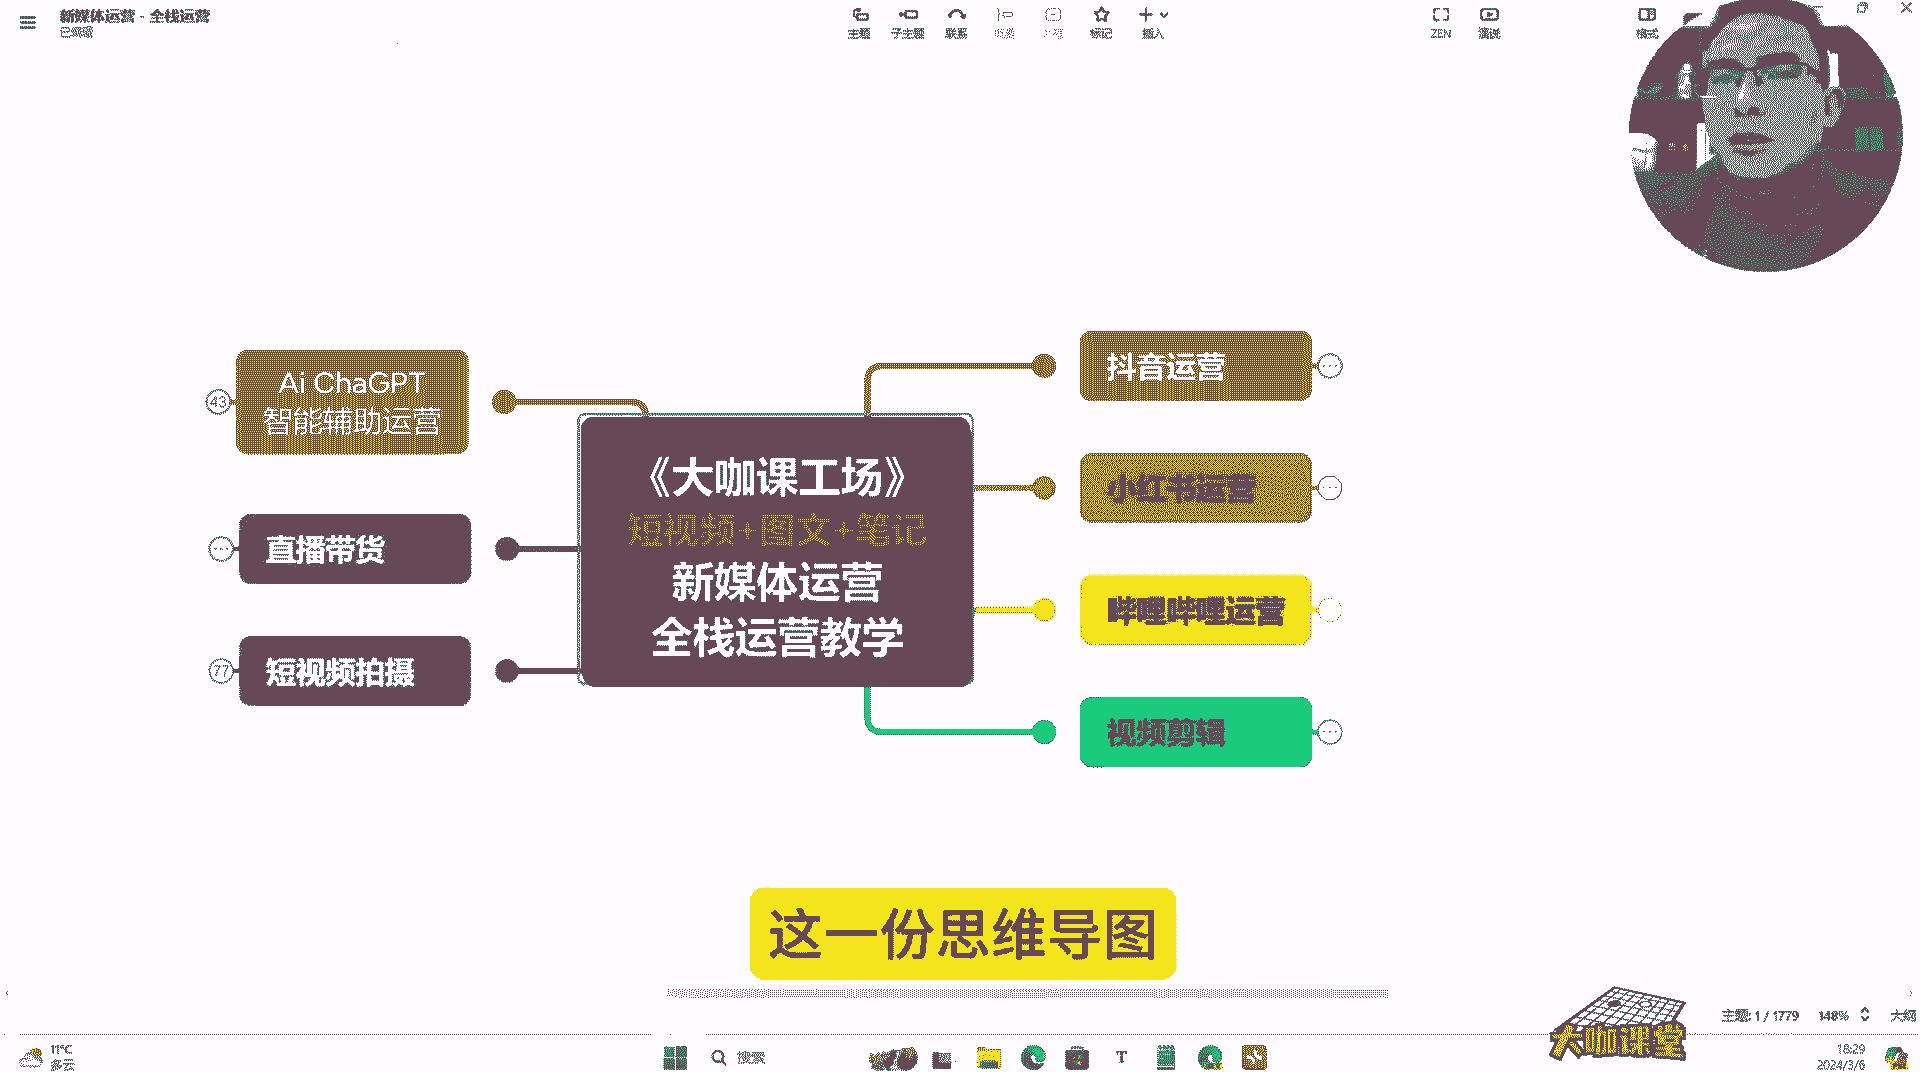 新媒体运营 - 全栈运营
已编辑
主题
子主题
联系
标记
插入
ZEN
演说
格式
Ai ChaGPT
智能辅助运营
43
直播带货
短视频拍摄
77
《大咖课工场》
短视频+图文+笔记
新媒体运营
全栈运营教学
抖音运营
小红书运营
哔哩哔哩运营
视频剪辑
这一份思维导图
大咖课堂
主题: 1 / 1779
148%
大纲
11°C
多云
搜索
18:29
2024/3/6